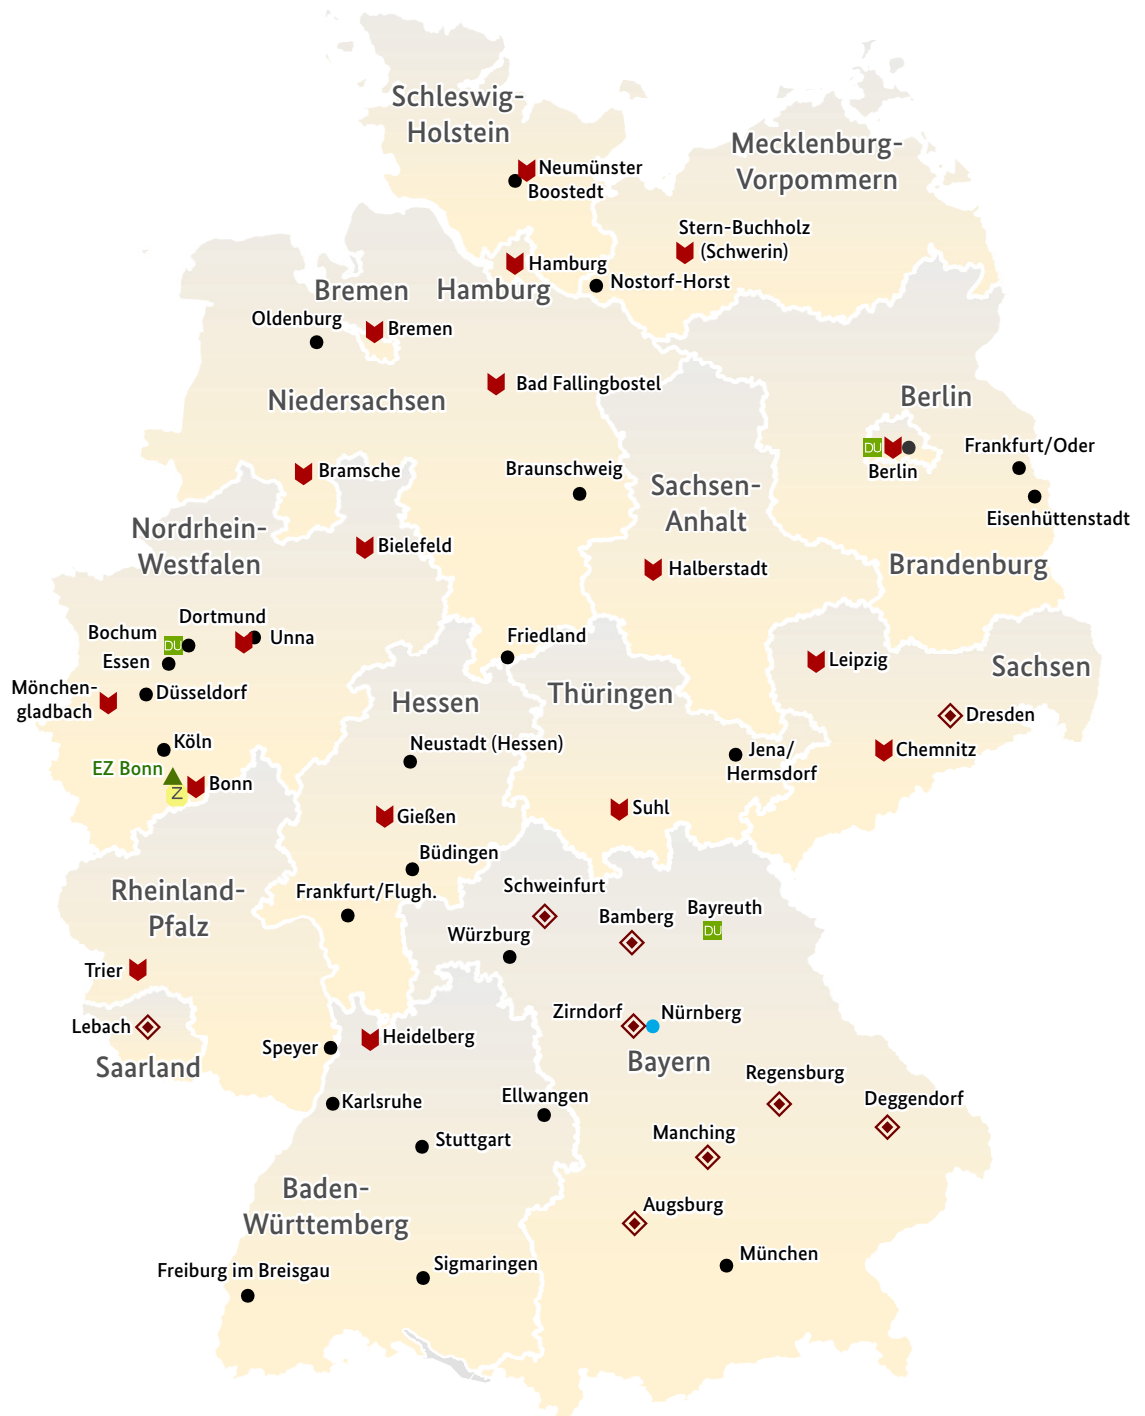 Schleswig-
Holstein
Mecklenburg-
Vorpommern
Neumünster
Boostedt
Stern-Buchholz
(Schwerin)
Hamburg
Nostorf-Horst
Bremen
Hamburg
Oldenburg
Bremen
Bad Fallingbostel
Niedersachsen
Berlin
Frankfurt/Oder
DU
Berlin
Bramsche
Braunschweig
Sachsen-
Anhalt
Eisenhüttenstadt
Nordrhein-
Westfalen
Bielefeld
Halberstadt
Brandenburg
Dortmund
Bochum
DU
Unna
Essen
Friedland
Leipzig
Sachsen
Mönchen-
gladbach
Düsseldorf
Hessen
Thüringen
Dresden
Köln
Neustadt (Hessen)
Jena/
Hermsdorf
Chemnitz
EZ Bonn
Z
Bonn
Gießen
Suhl
Büdingen
Rheinland-
Pfalz
Frankfurt/Flugh.
Schweinfurt
Bamberg
Bayreuth
DU
Würzburg
Trier
Lebach
Saarland
Zirndorf
Nürnberg
Heidelberg
Speyer
Bayern
Regensburg
Karlsruhe
Ellwangen
Deggendorf
Stuttgart
Manching
Baden-
Württemberg
Augsburg
München
Freiburg im Breisgau
Sigmaringen